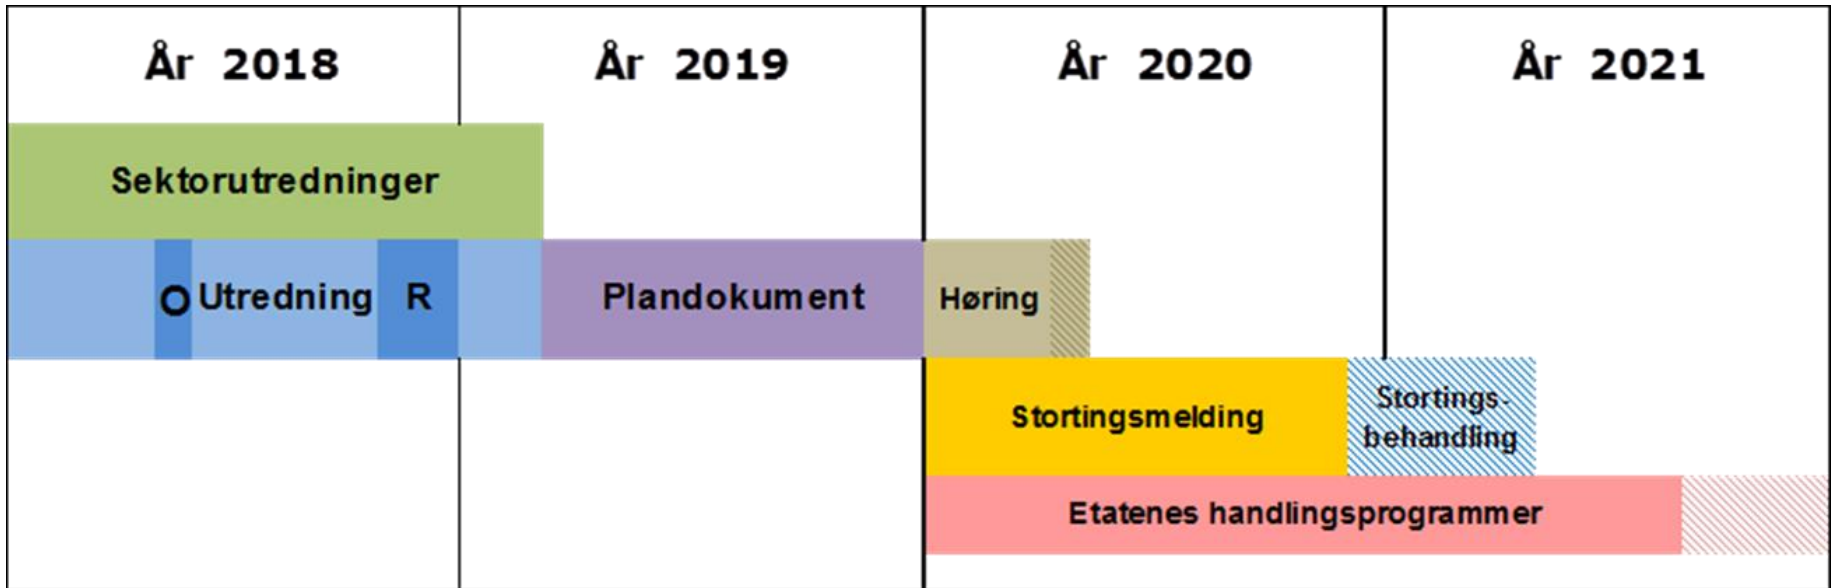 År 2018
År 2019
År 2020
År 2021
Sektorutredninger
O
Utredning
R
Plandokument
Høring
Stortingsmelding
Stortings-
behandling
Etatenes handlingsprogrammer